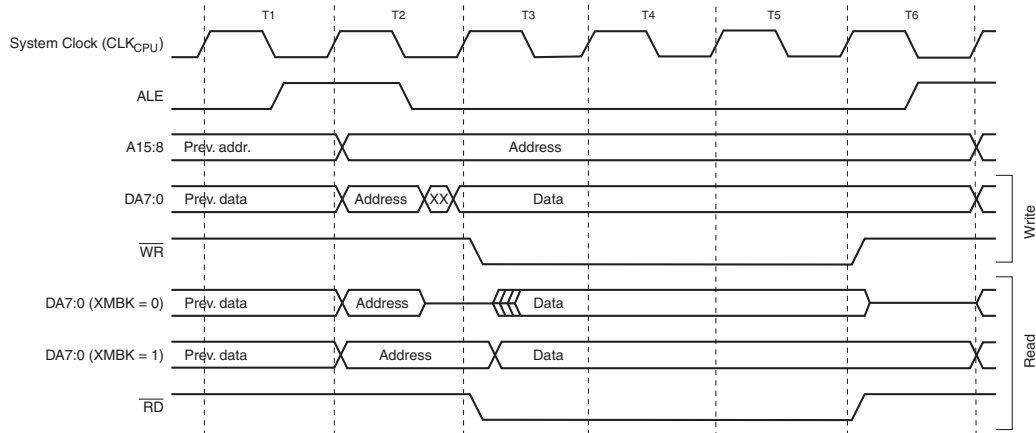 T1 T2 T3 T4 T5 T6
System Clock (CLKCPU)
ALE
A15:8 Prev. addr. Address
DA7:0 Prev. data Address XX Data
WR
Write
DA7:0 (XMBK = 0) Prev. data Address Data
DA7:0 (XMBK = 1) Prev. data Address Data
RD
Read